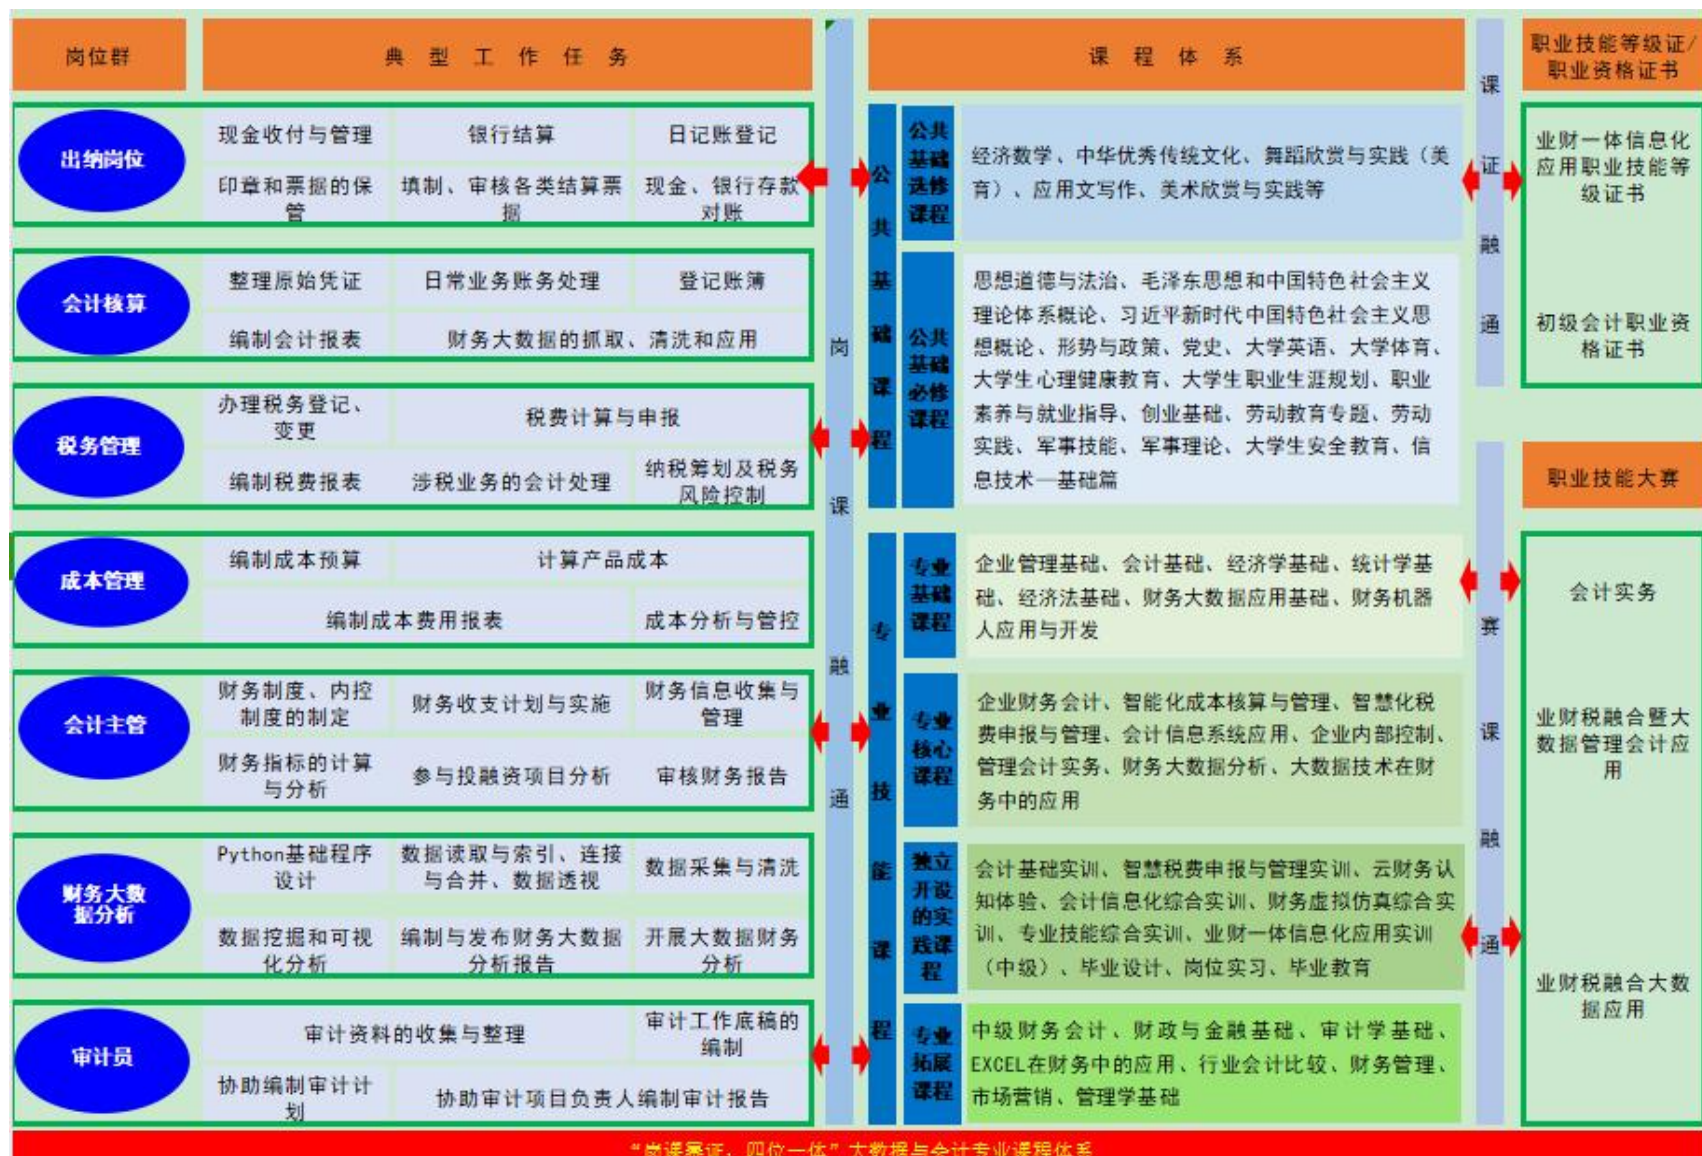 岗位群
典 型 工 作 任 务
课 程 体 系
职业技能等级证/
职业资格证书
出纳岗位
现金收付与管理
银行结算
日记账登记
印章和票据的保
管
填制、审核各类结算票
据
现金、银行存款
对账
会计核算
整理原始凭证
日常业务账务处理
登记账簿
编制会计报表
财务大数据的抓取、清洗和应用
税务管理
办理税务登记、
变更
税费计算与申报
编制税费报表
涉税业务的会计处理
纳税筹划及税务
风险控制
成本管理
编制成本预算
计算产品成本
编制成本费用报表
成本分析与管控
会计主管
财务制度、内控
制度的制定
财务收支计划与实施
财务信息收集与
管理
财务指标的计算
与分析
参与投融资项目分析
审核财务报告
财务大数
据分析
Python基础程序
设计
数据读取与索引、连接
与合并、数据透视
数据采集与清洗
数据挖掘和可视
化分析
编制与发布财务大数据
分析报告
开展大数据财务
分析
审计员
审计资料的收集与整理
审计工作底稿的
编制
协助编制审计计
划
协助审计项目负责人编制审计报告
岗
课
融
通
公
共
基
础
课
程
公共
基础
选修
课程
经济数学、中华优秀传统文化、舞蹈欣赏与实践（美
育）、应用文写作、美术欣赏与实践等
公共
基础
必修
课程
思想道德与法治、毛泽东思想和中国特色社会主义
理论体系概论、习近平新时代中国特色社会主义思
想概论、形势与政策、党史、大学英语、大学体育、
大学生心理健康教育、大学生职业生涯规划、职业
素养与就业指导、创业基础、劳动教育专题、劳动
实践、军事技能、军事理论、大学生安全教育、信
息技术—基础篇
专
业
技
能
课
程
专业
基础
课程
企业管理基础、会计基础、经济学基础、统计学基
础、经济法基础、财务大数据应用基础、财务机器
人应用与开发
专业
核心
课程
企业财务会计、智能化成本核算与管理、智慧化税
费申报与管理、会计信息系统应用、企业内部控制、
管理会计实务、财务大数据分析、大数据技术在财
务中的应用
独立
开设
的实
践课
程
会计基础实训、智慧税费申报与管理实训、云财务认
知体验、会计信息化综合实训、财务虚拟仿真综合实
训、专业技能综合实训、业财一体信息化应用实训
（中级）、毕业设计、岗位实习、毕业教育
专业
拓展
课程
中级财务会计、财政与金融基础、审计学基础、
EXCEL在财务中的应用、行业会计比较、财务管理、
市场营销、管理学基础
课
证
融
通
业财一体信息化
应用职业技能等
级证书
初级会计职业资
格证书
赛
课
融
通
职业技能大赛
会计实务
业财税融合暨大
数据管理会计应
用
业财税融合大数
据应用
“岗课赛证，四位一体”大数据与会计专业课程体系